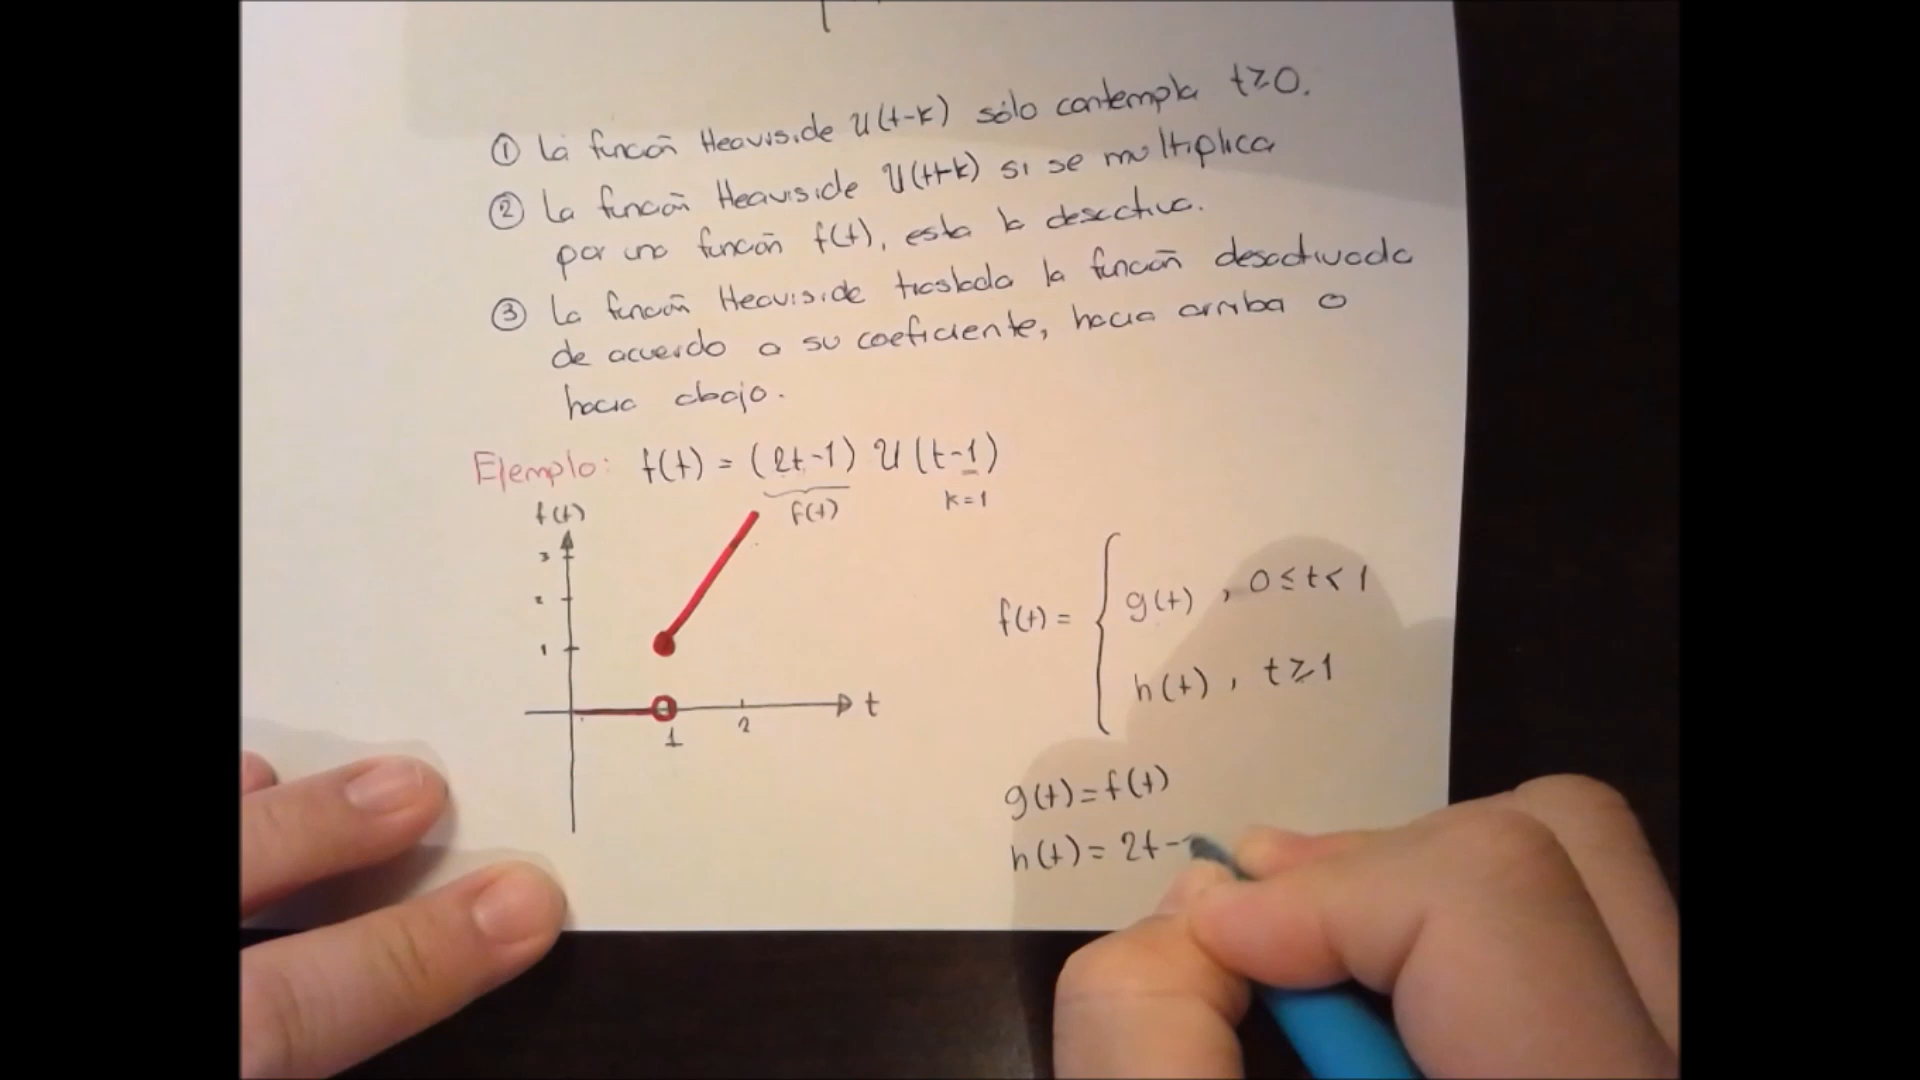 ① La función Heaviside U(t-k) sólo contempla t≥0.
② La función Heaviside U(t+k) si se multiplica
por una función f(t), esta la desactiva.
③ La función Heaviside traslada la función desactivada
de acuerdo a su coeficiente, hacia arriba o
hacia abajo.
Ejemplo: f(t) = (2t-1) U(t-1)
f(t)
k=1
f(t)
3
2
1
1
2
t
f(t) = { g(t), 0≤t<1
h(t), t≥1
g(t)=f(t)
h(t)=2t-